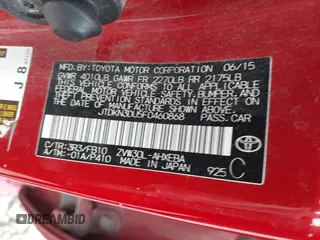 MFD. BY: TOYOTA MOTOR CORPORATION 06/15
GVWR 4010LB GAWR FR 2270LB RR 2175LB
THIS VEHICLE CONFORMS TO ALL APPLICABLE
FEDERAL MOTOR VEHICLE SAFETY, BUMPER, AND
THEFT PREVENTION STANDARDS IN EFFECT ON
THE DATE OF MANUFACTURE SHOWN ABOVE.
JTDKN3DU5F0460868 PASS.CAR
C/TR: 3R3/FB10 ZVW30L-AHXEBA
A/TM: -01A/P410 MADE IN JAPAN 925 C
TOYOTA
J 8
DREAMBID